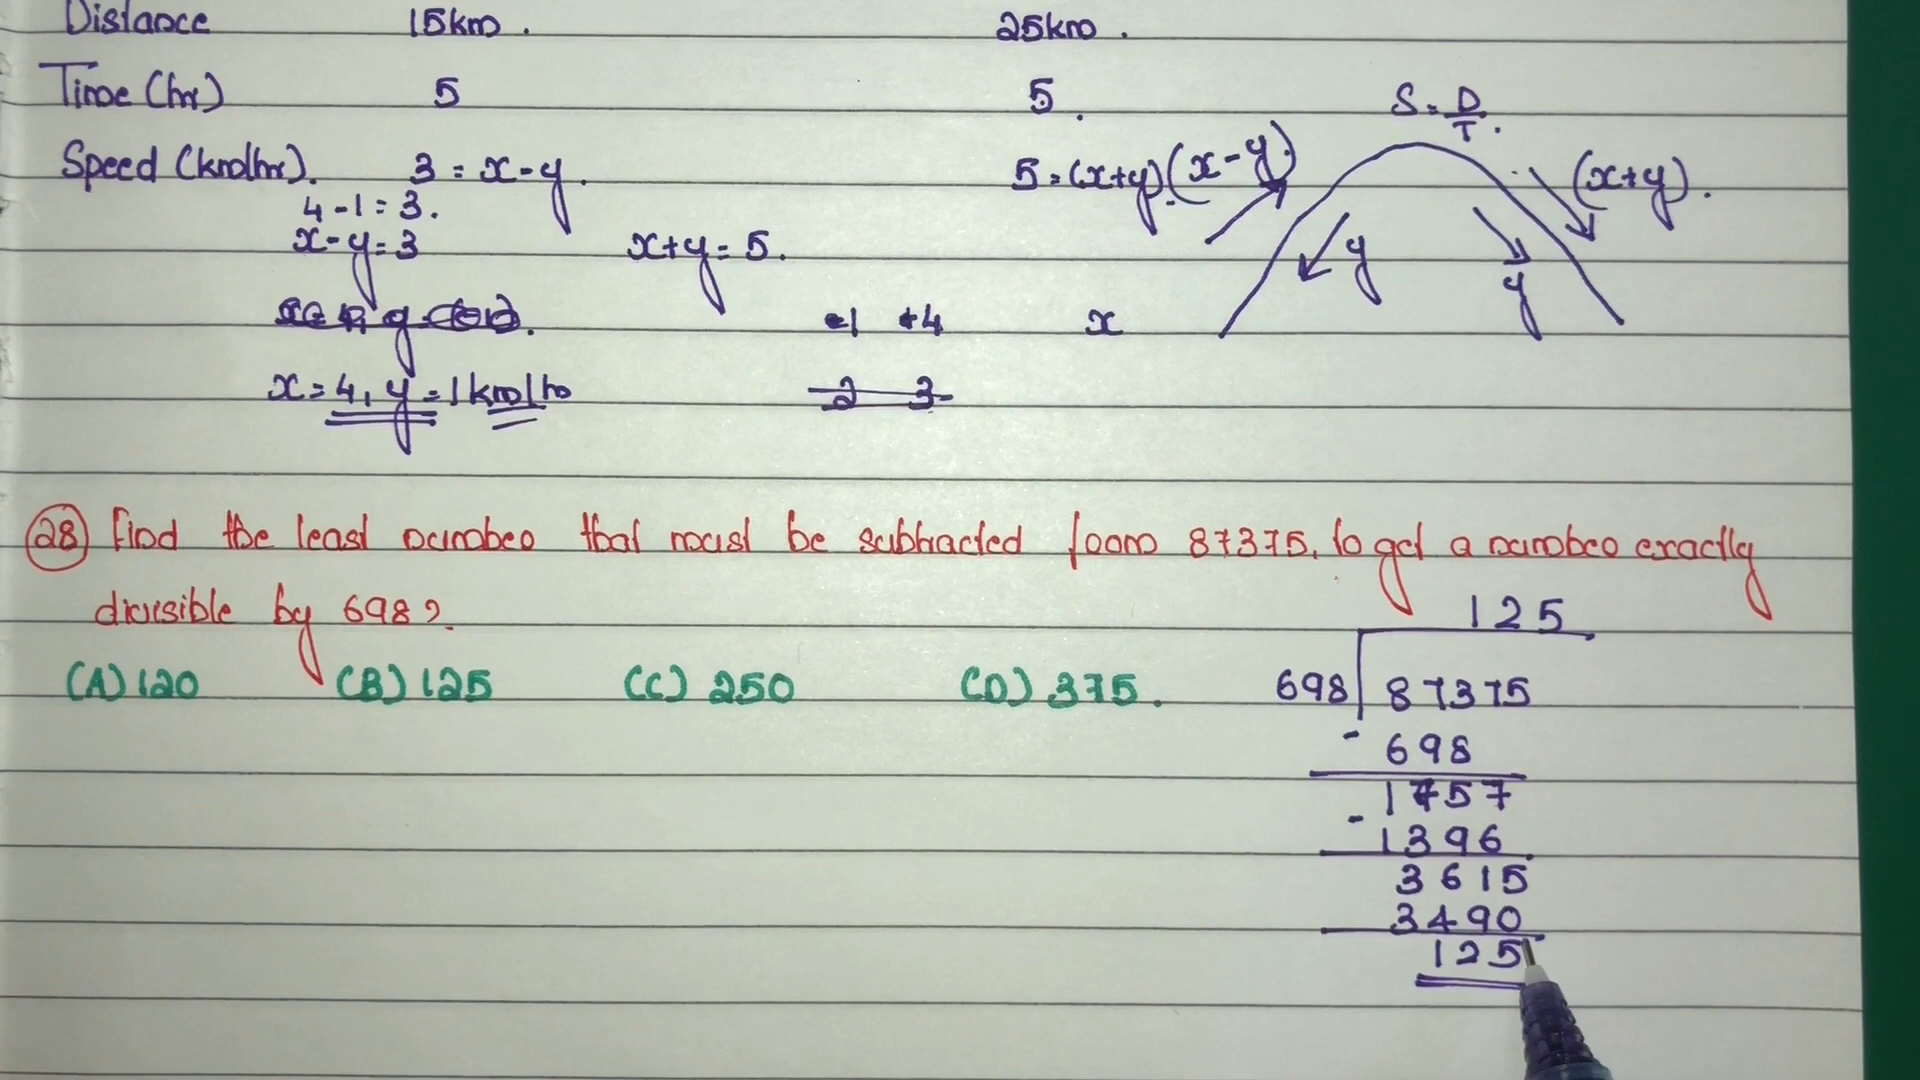 Distance 15km. 25km.
Time (hr) 5 5.
S = D/T.
Speed (km/hr). 3 = x-y. 5 = (x+y) (x-y) (x+y).
4-1 = 3.
x-y = 3 x+y = 5. y y
-1 +4 x
x = 4, y = 1km/hr 2 3
28 Find the least number that must be subtracted from 87375, to get a number exactly
divisible by 698?
(A) 120 (B) 125 (C) 250 (D) 375.
125
698 87375
- 698
1757
- 1396
3615
3490
125